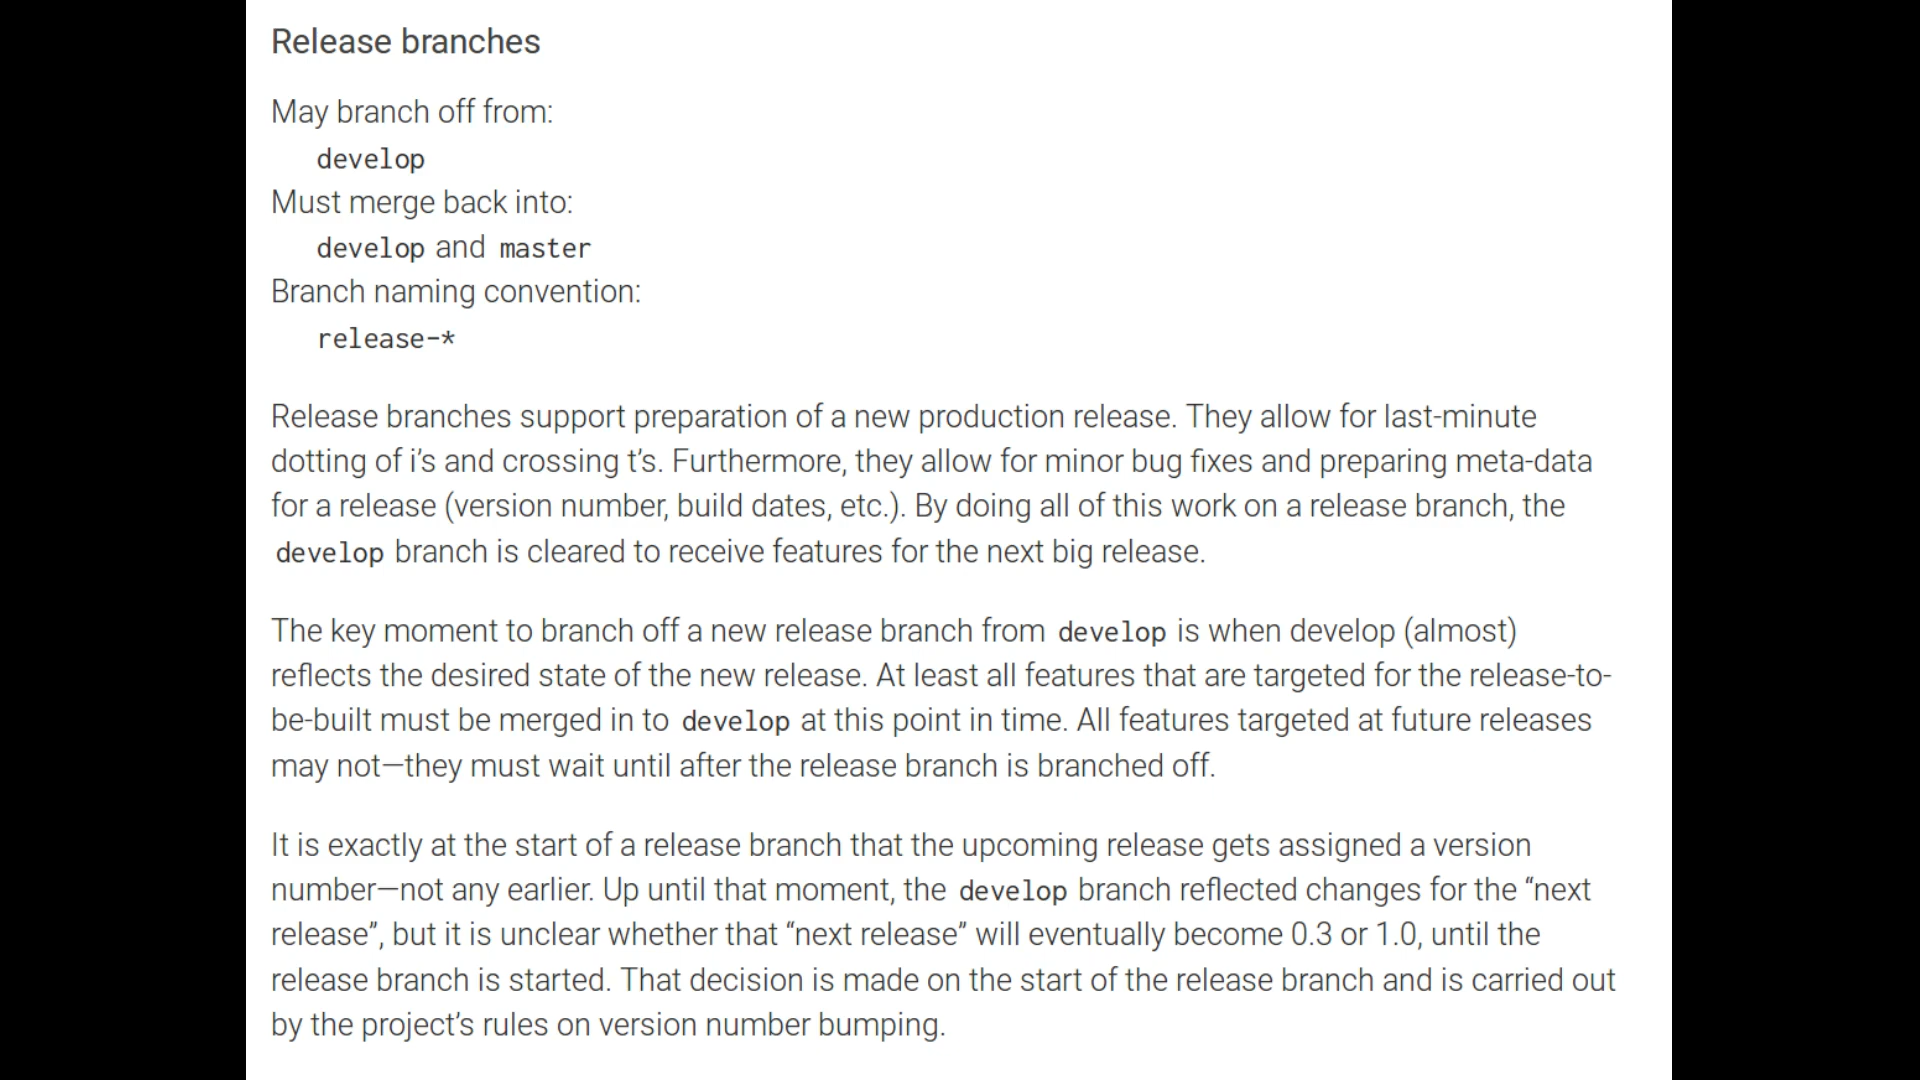 Release branches
May branch off from:
develop
Must merge back into:
develop and master
Branch naming convention:
release-*
Release branches support preparation of a new production release. They allow for last-minute
dotting of i’s and crossing t’s. Furthermore, they allow for minor bug fixes and preparing meta-data
for a release (version number, build dates, etc.). By doing all of this work on a release branch, the
develop branch is cleared to receive features for the next big release.
The key moment to branch off a new release branch from develop is when develop (almost)
reflects the desired state of the new release. At least all features that are targeted for the release-to-
be-built must be merged in to develop at this point in time. All features targeted at future releases
may not—they must wait until after the release branch is branched off.
It is exactly at the start of a release branch that the upcoming release gets assigned a version
number—not any earlier. Up until that moment, the develop branch reflected changes for the “next
release”, but it is unclear whether that “next release” will eventually become 0.3 or 1.0, until the
release branch is started. That decision is made on the start of the release branch and is carried out
by the project’s rules on version number bumping.